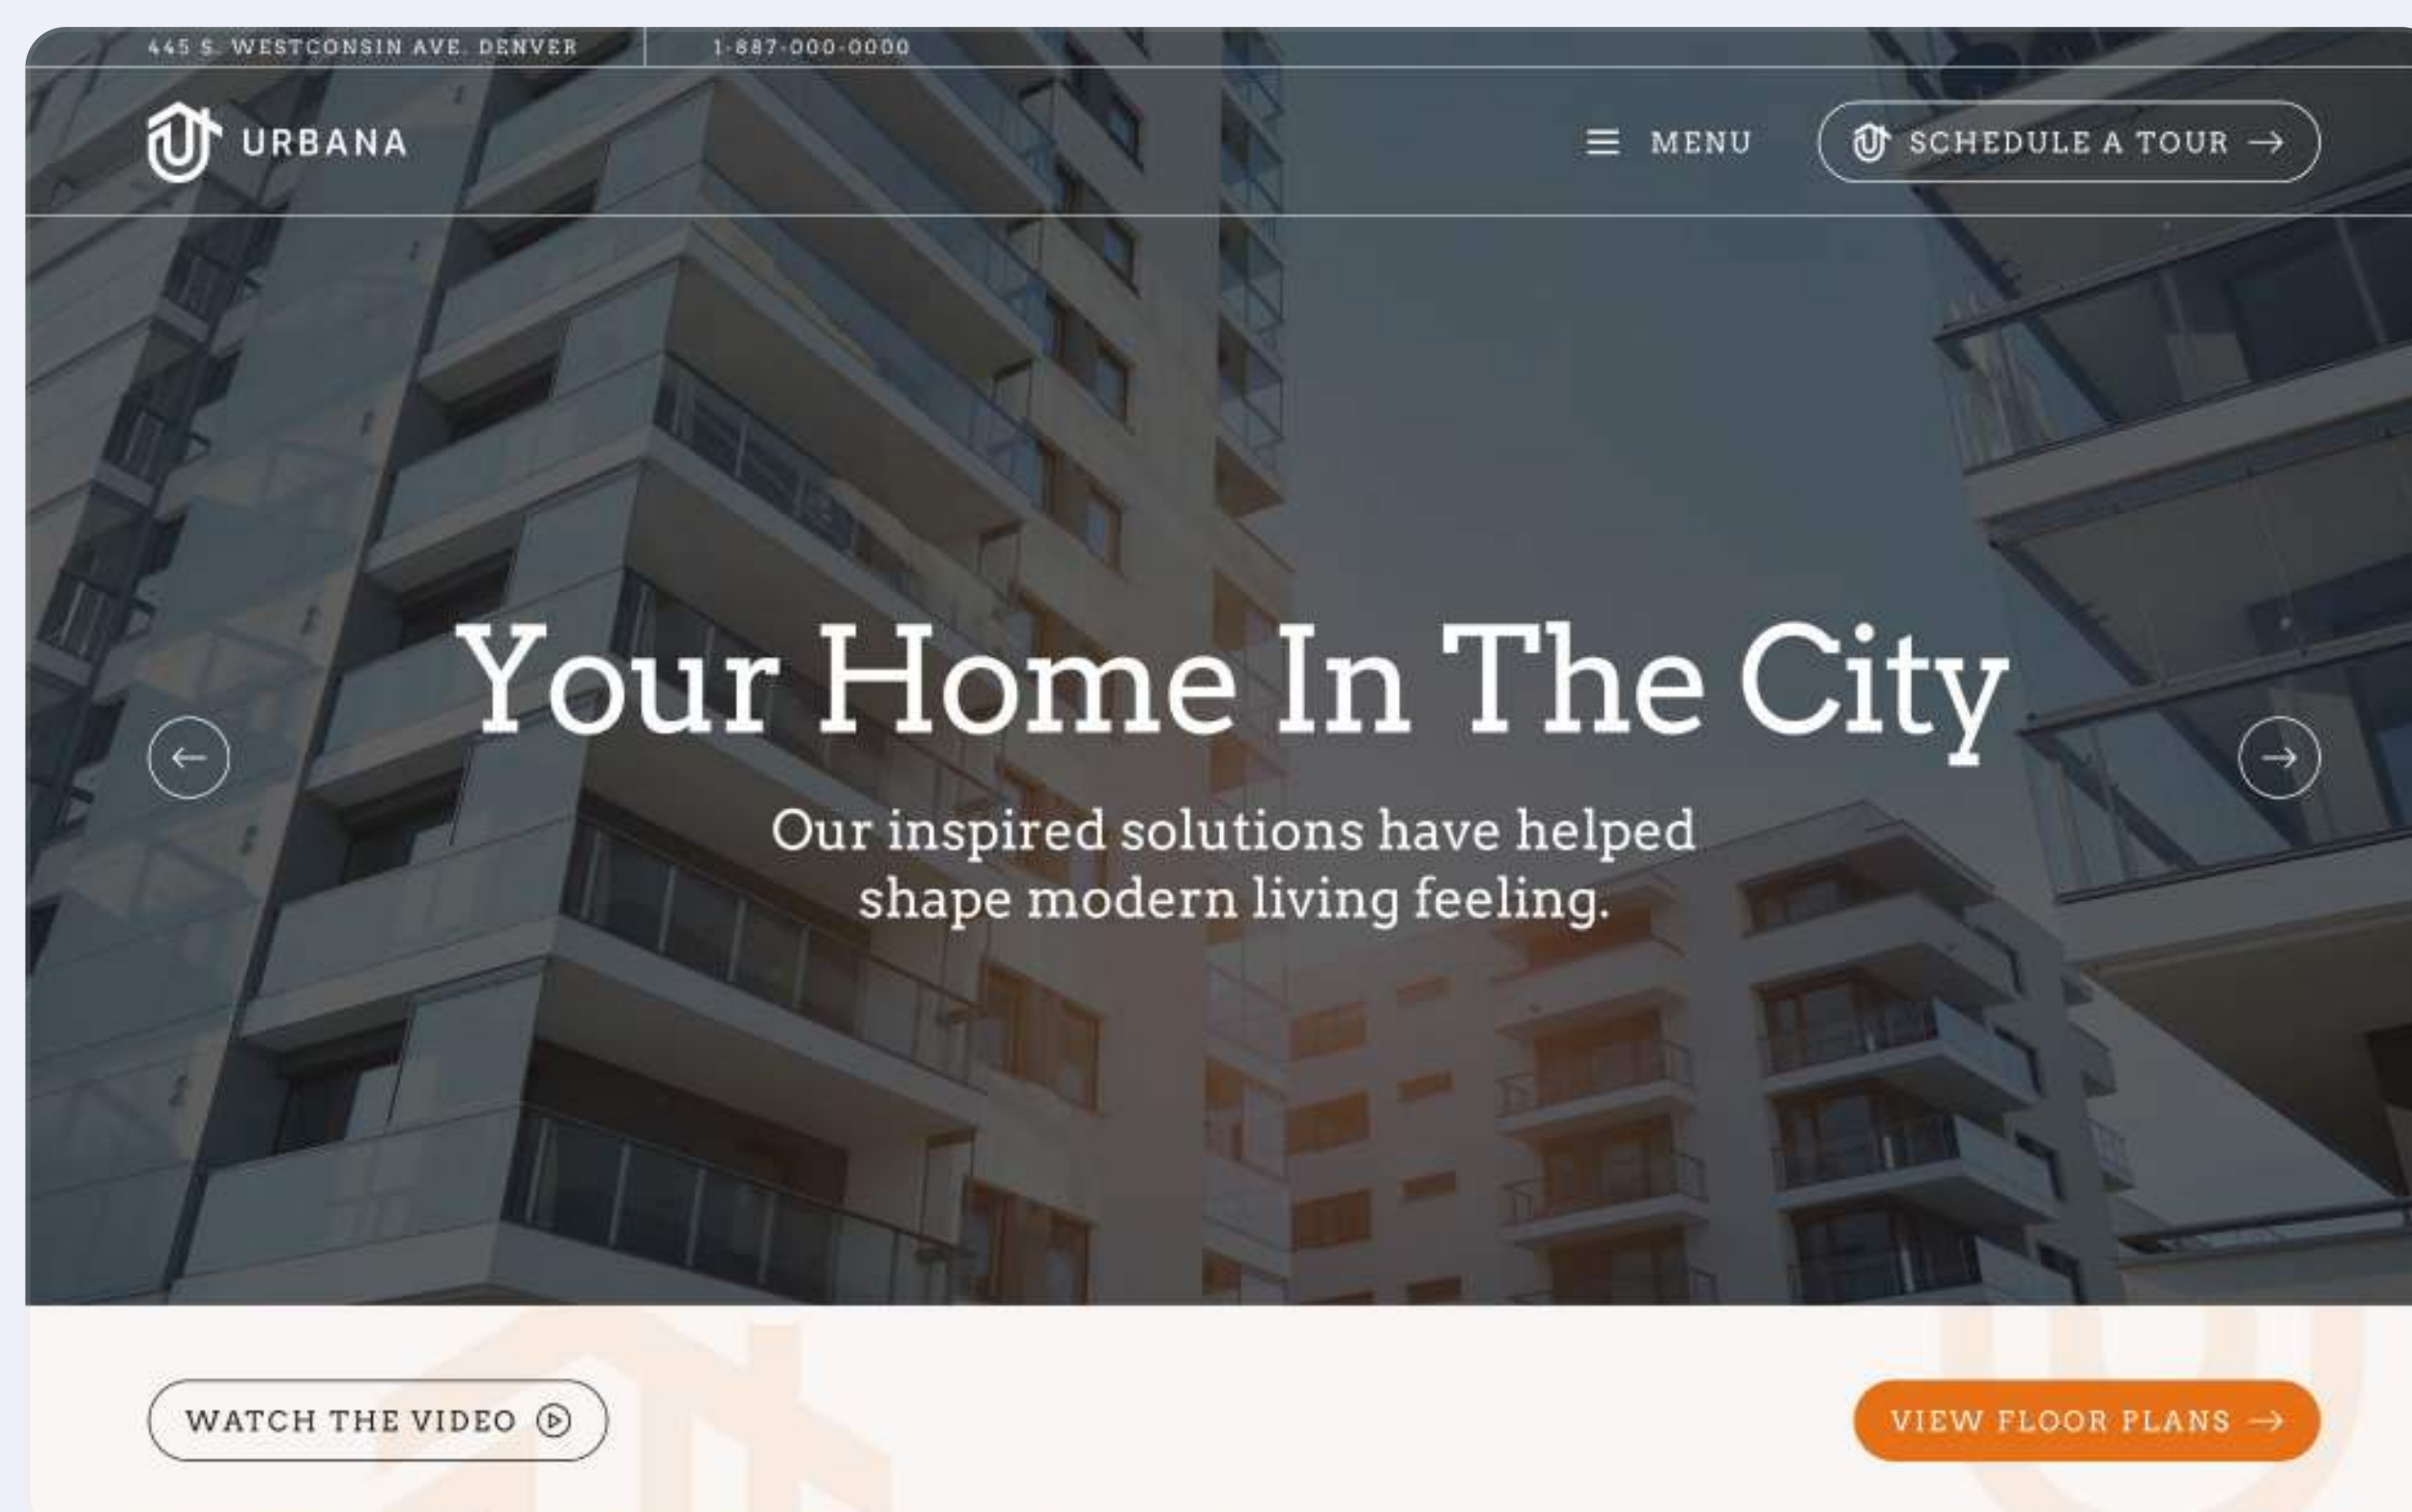 445 S. WESTCONSIN AVE. DENVER
1-887-000-0000
URBANA
MENU
SCHEDULE A TOUR
Your Home In The City
Our inspired solutions have helped
shape modern living feeling.
WATCH THE VIDEO
VIEW FLOOR PLANS